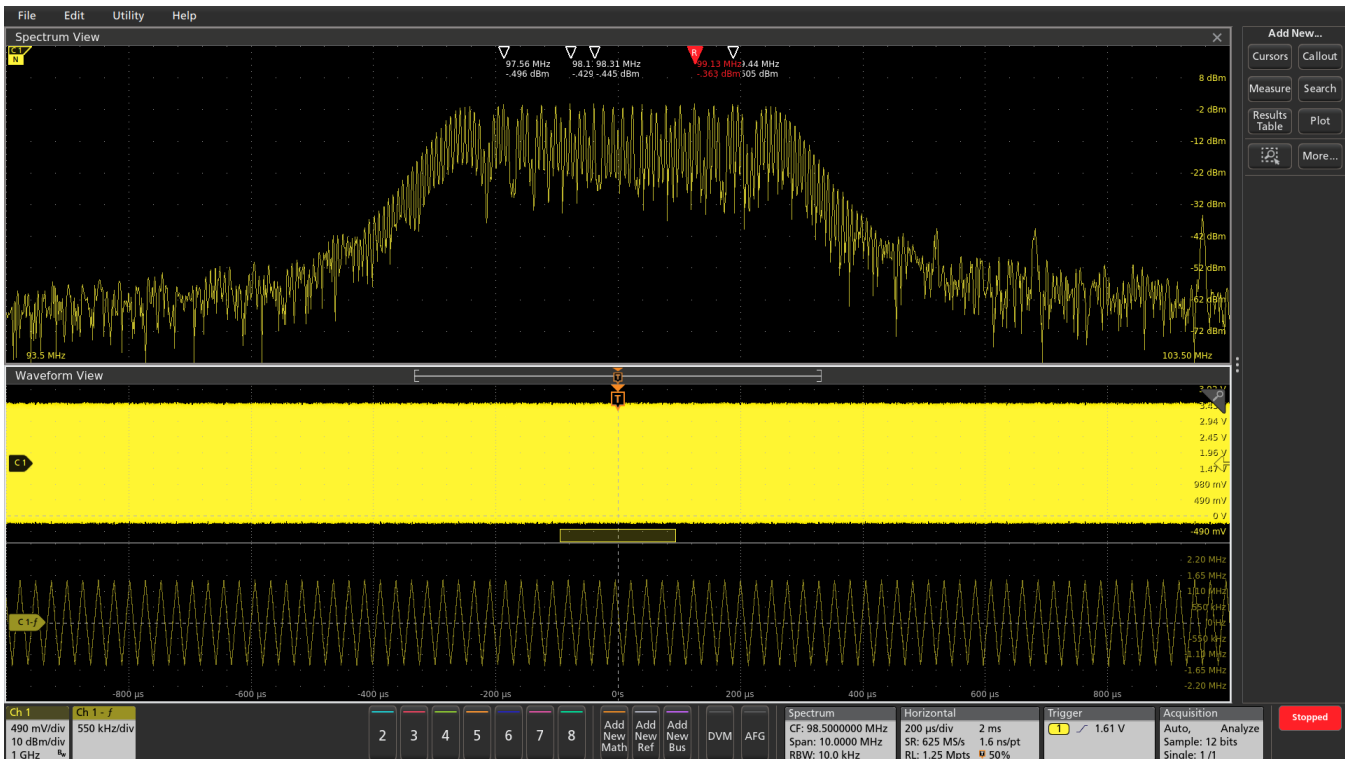 File Edit Utility Help
Spectrum View
Add New...
C 1
N
R
97.56 MHz 98.31 MHz 99.13 MHz
-.496 dBm -.429 -.445 dBm -.363 dBm
Cursors Callout
Measure Search
Results Table Plot
More...
8 dBm
-2 dBm
-12 dBm
-22 dBm
-32 dBm
-42 dBm
-52 dBm
-62 dBm
-72 dBm
93.5 MHz 103.50 MHz
Waveform View
T
T
2.94 V
2.45 V
C 1
1.96 V
1.47 V
980 mV
490 mV
0 V
-490 mV
2.20 MHz
1.65 MHz
1.10 MHz
550 kHz
C 1-f
0 Hz
-550 kHz
-1.10 MHz
-1.65 MHz
-2.20 MHz
-800 µs -600 µs -400 µs -200 µs 0 s 200 µs 400 µs 600 µs 800 µs
Ch 1
490 mV/div
10 dBm/div
1 GHz Bw
Ch 1 - f
550 kHz/div
2 3 4 5 6 7 8
Add New Math
Add New Ref
Add New Bus
DVM AFG
Spectrum
CF: 98.5000000 MHz
Span: 10.0000 MHz
RBW: 10.0 kHz
Horizontal
200 µs/div 2 ms
SR: 625 MS/s 1.6 ns/pt
RL: 1.25 Mpts 50%
Trigger
1 1.61 V
Acquisition
Auto, Analyze
Sample: 12 bits
Single: 1 /1
Stopped